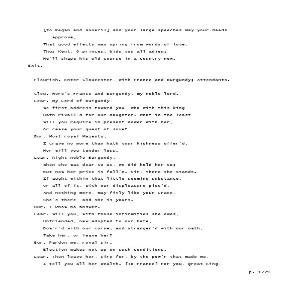 [To Regan and Goneril] And your large speeches may your deeds
approve,
That good effects may spring from words of love.
Thus Kent, O princes, bids you all adieu;
He'll shape his old course in a country new.
Exit.
Flourish. Enter Gloucester, with France and Burgundy; Attendants.
Glou. Here's France and Burgundy, my noble lord.
Lear. My Lord of Burgundy,
We first address toward you, who with this king
Hath rivall'd for our daughter. What in the least
Will you require in present dower with her,
Or cease your quest of love?
Bur. Most royal Majesty,
I crave no more than hath your Highness offer'd,
Nor will you tender less.
Lear. Right noble Burgundy,
When she was dear to us, we did hold her so;
But now her price is fall'n. Sir, there she stands.
If aught within that little seeming substance,
Or all of it, with our displeasure piec'd,
And nothing more, may fitly like your Grace,
She's there, and she is yours.
Bur. I know no answer.
Lear. Will you, with those infirmities she owes,
Unfriended, new adopted to our hate,
Dow'r'd with our curse, and stranger'd with our oath,
Take her, or leave her?
Bur. Pardon me, royal sir.
Election makes not up on such conditions.
Lear. Then leave her, sir; for, by the pow'r that made me,
I tell you all her wealth. [To France] For you, great King,